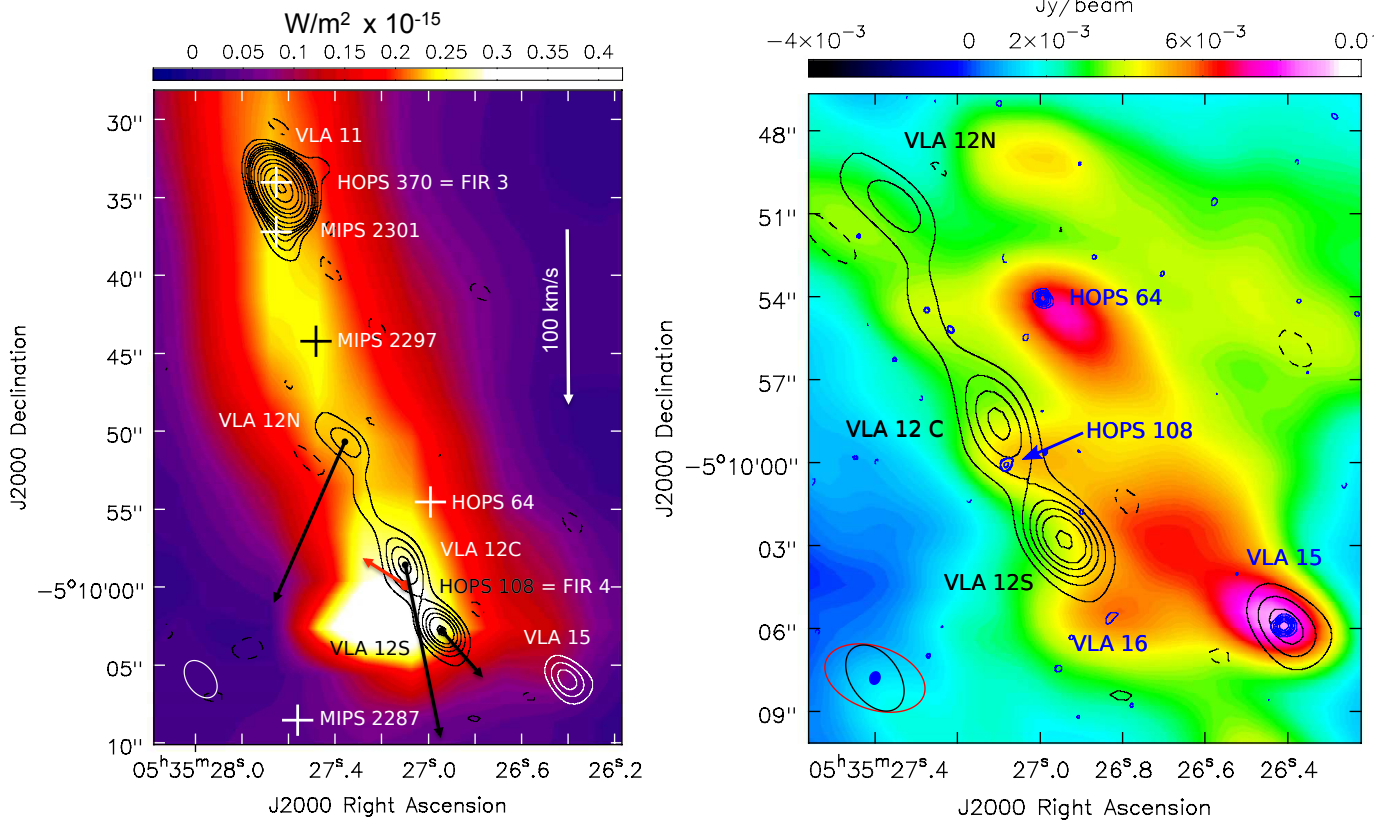 W/m² x 10⁻¹⁵
0 0.05 0.1 0.15 0.2 0.25 0.3 0.35 0.4
30''
35''
40''
45''
50''
55''
−5°10'00''
05''
10''
J2000 Declination
VLA 11
HOPS 370 = FIR 3
MIPS 2301
100 km/s
MIPS 2297
VLA 12N
HOPS 64
VLA 12C
HOPS 108 = FIR 4
VLA 12S
VLA 15
MIPS 2287
05ʰ35ᵐ28ˢ.0 27ˢ.4 27ˢ.0 26ˢ.6 26ˢ.2
J2000 Right Ascension
Jy/beam
−4×10⁻³ 0 2×10⁻³ 6×10⁻³ 0.01
48''
51''
54''
57''
−5°10'00''
03''
06''
09''
J2000 Declination
VLA 12N
HOPS 64
VLA 12 C
HOPS 108
VLA 12S
VLA 15
VLA 16
05ʰ35ᵐ27ˢ.4 27ˢ.0 26ˢ.8 26ˢ.6 26ˢ.4
J2000 Right Ascension